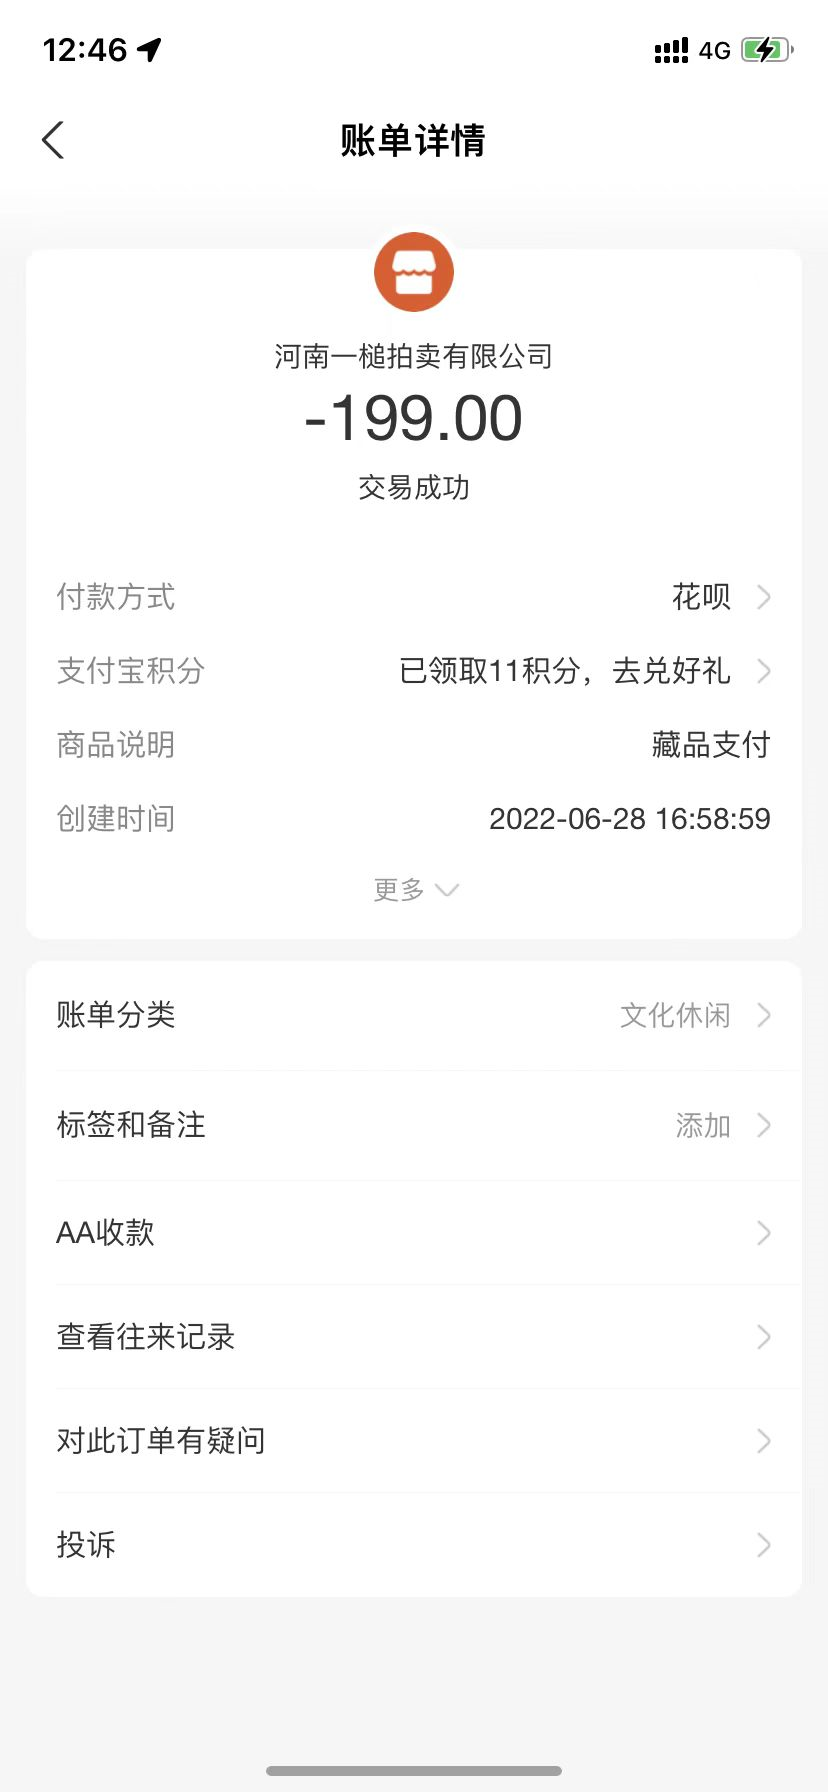 12:46
4G
账单详情
河南一槌拍卖有限公司
-199.00
交易成功
付款方式 花呗
支付宝积分 已领取11积分，去兑好礼
商品说明 藏品支付
创建时间 2022-06-28 16:58:59
更多
账单分类 文化休闲
标签和备注 添加
AA收款
查看往来记录
对此订单有疑问
投诉